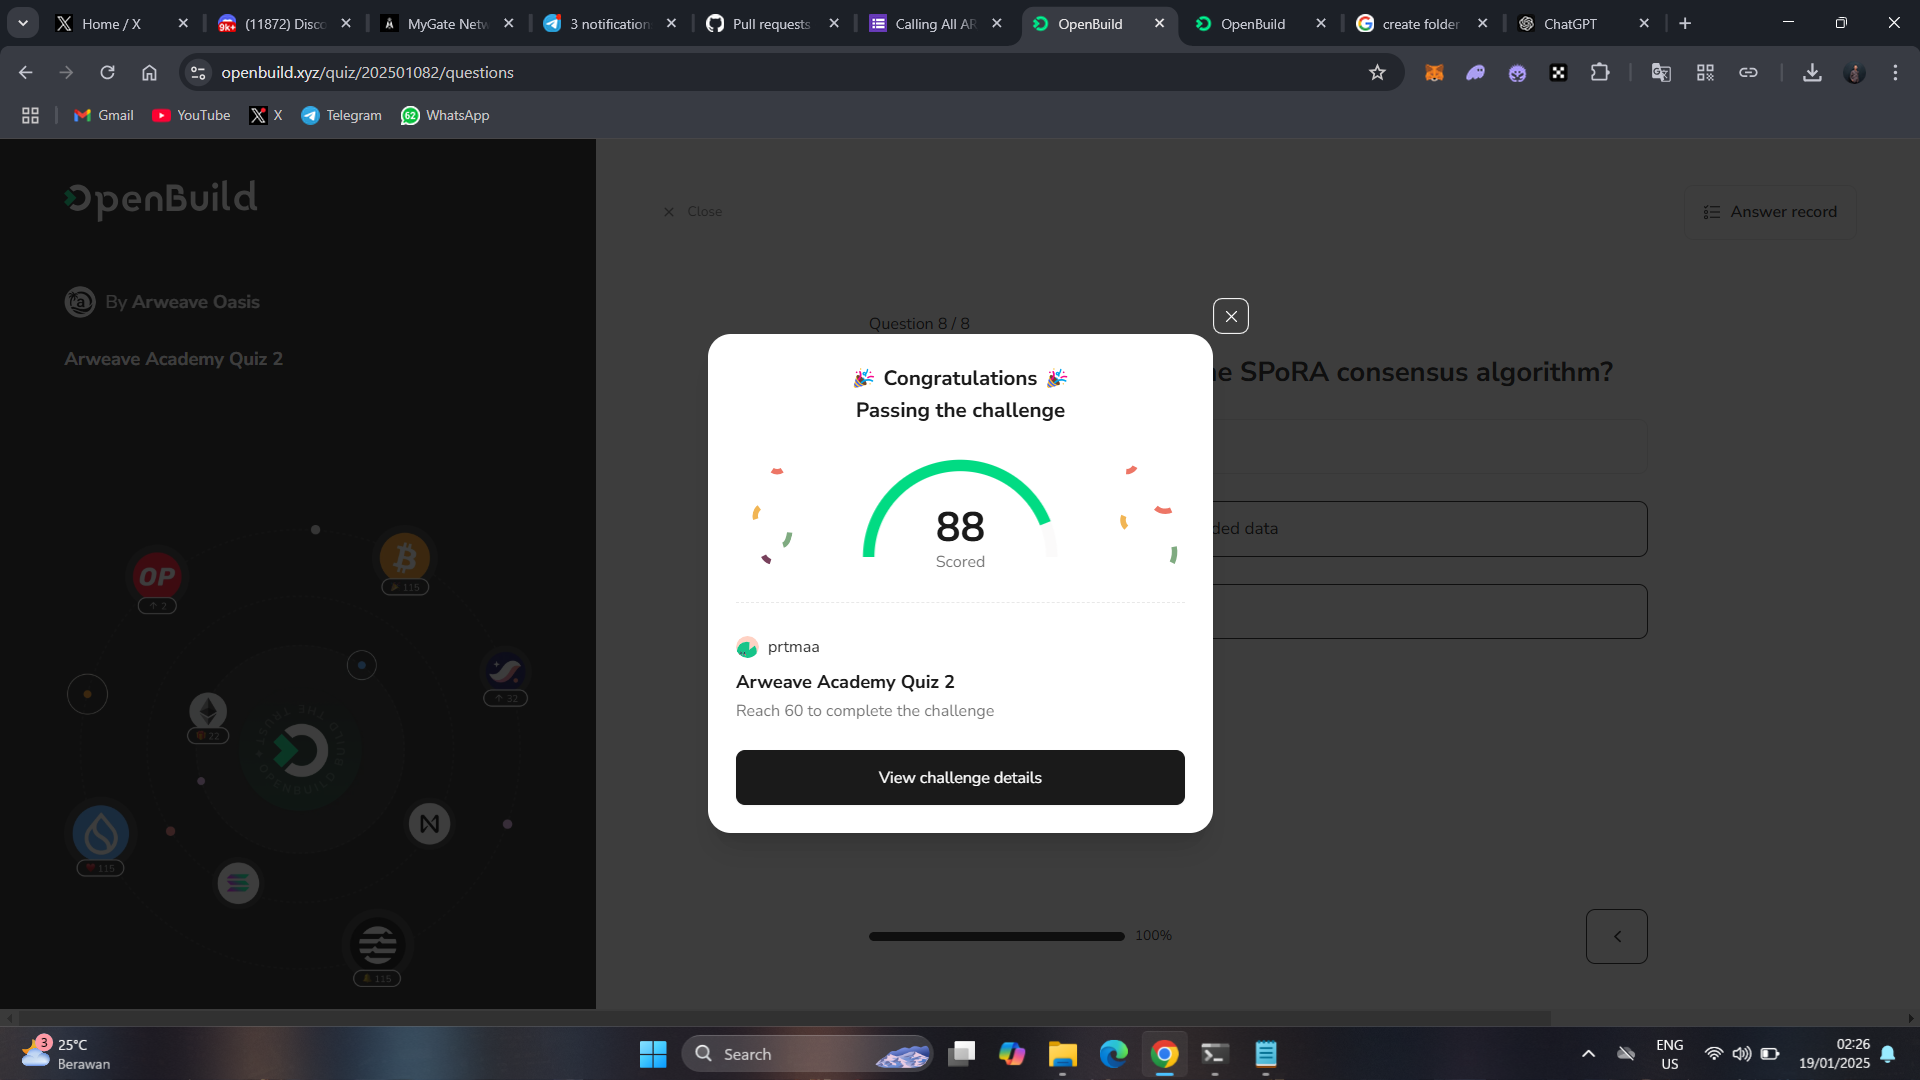 Home / X
(11872) Disco
MyGate Netw
3 notification
Pull requests
Calling All AR
OpenBuild
OpenBuild
create folder
ChatGPT
openbuild.xyz/quiz/202501082/questions
Gmail
YouTube
X
Telegram
62
WhatsApp
OpenBuild
By Arweave Oasis
Arweave Academy Quiz 2
OP
2
115
32
22
115
115
Close
Answer record
Question 8 / 8
e SPoRA consensus algorithm?
ded data
Congratulations
Passing the challenge
88
Scored
prtmaa
Arweave Academy Quiz 2
Reach 60 to complete the challenge
View challenge details
100%
3
25°C
Berawan
Search
ENG
US
02:26
19/01/2025